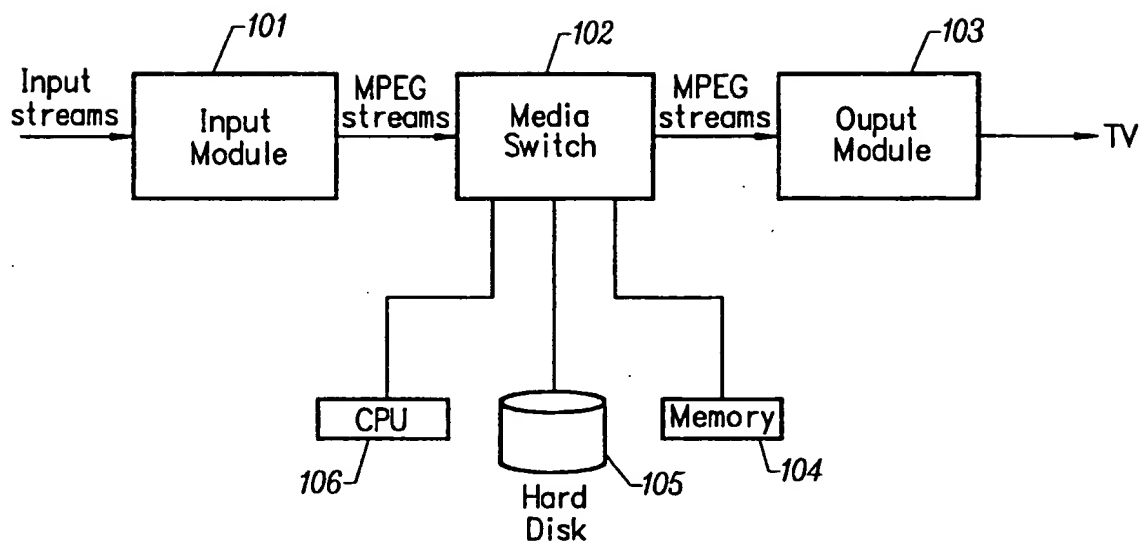 101
102
103
Input
streams
Input
Module
MPEG
streams
Media
Switch
MPEG
streams
Ouput
Module
TV
CPU
Memory
106
105
104
Hard
Disk